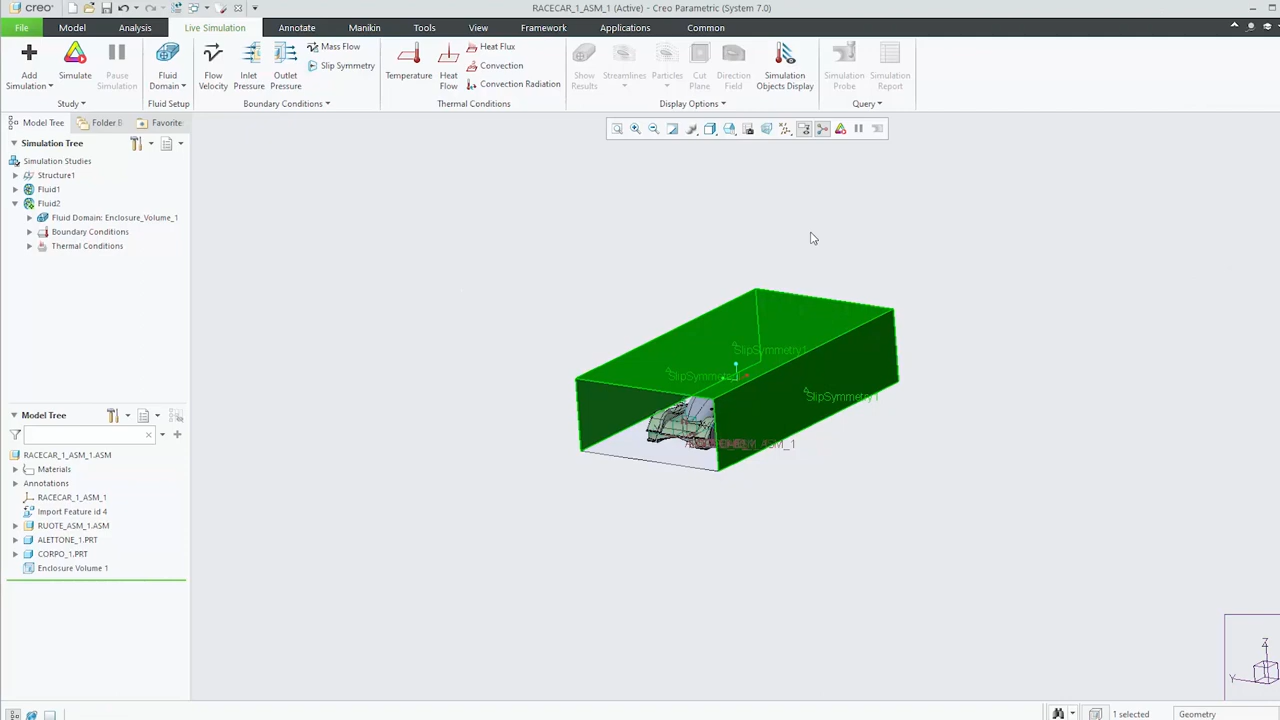 creo
RACECAR_1_ASM_1 (Active) - Creo Parametric (System 7.0)
File
Model
Analysis
Live Simulation
Annotate
Manikin
Tools
View
Framework
Applications
Common
Add
Simulation
Simulate
Pause
Simulation
Fluid
Domain
Flow
Velocity
Inlet
Pressure
Outlet
Pressure
Mass Flow
Slip Symmetry
Temperature
Heat
Flow
Heat Flux
Convection
Convection Radiation
Show
Results
Streamlines
Particles
Cut
Plane
Direction
Field
Simulation
Objects Display
Simulation
Probe
Simulation
Report
Study
Fluid Setup
Boundary Conditions
Thermal Conditions
Display Options
Query
Model Tree
Folder B
Favorite
Simulation Tree
Simulation Studies
Structure1
Fluid1
Fluid2
Fluid Domain: Enclosure_Volume_1
Boundary Conditions
Thermal Conditions
Model Tree
RACECAR_1_ASM_1.ASM
Materials
Annotations
RACECAR_1_ASM_1
Import Feature id 4
RUOTE_ASM_1.ASM
ALETTONE_1.PRT
CORPO_1.PRT
Enclosure Volume 1
SlipSymmetry1
SlipSymmetry1
SlipSymmetry1
Z
Y
1 selected
Geometry